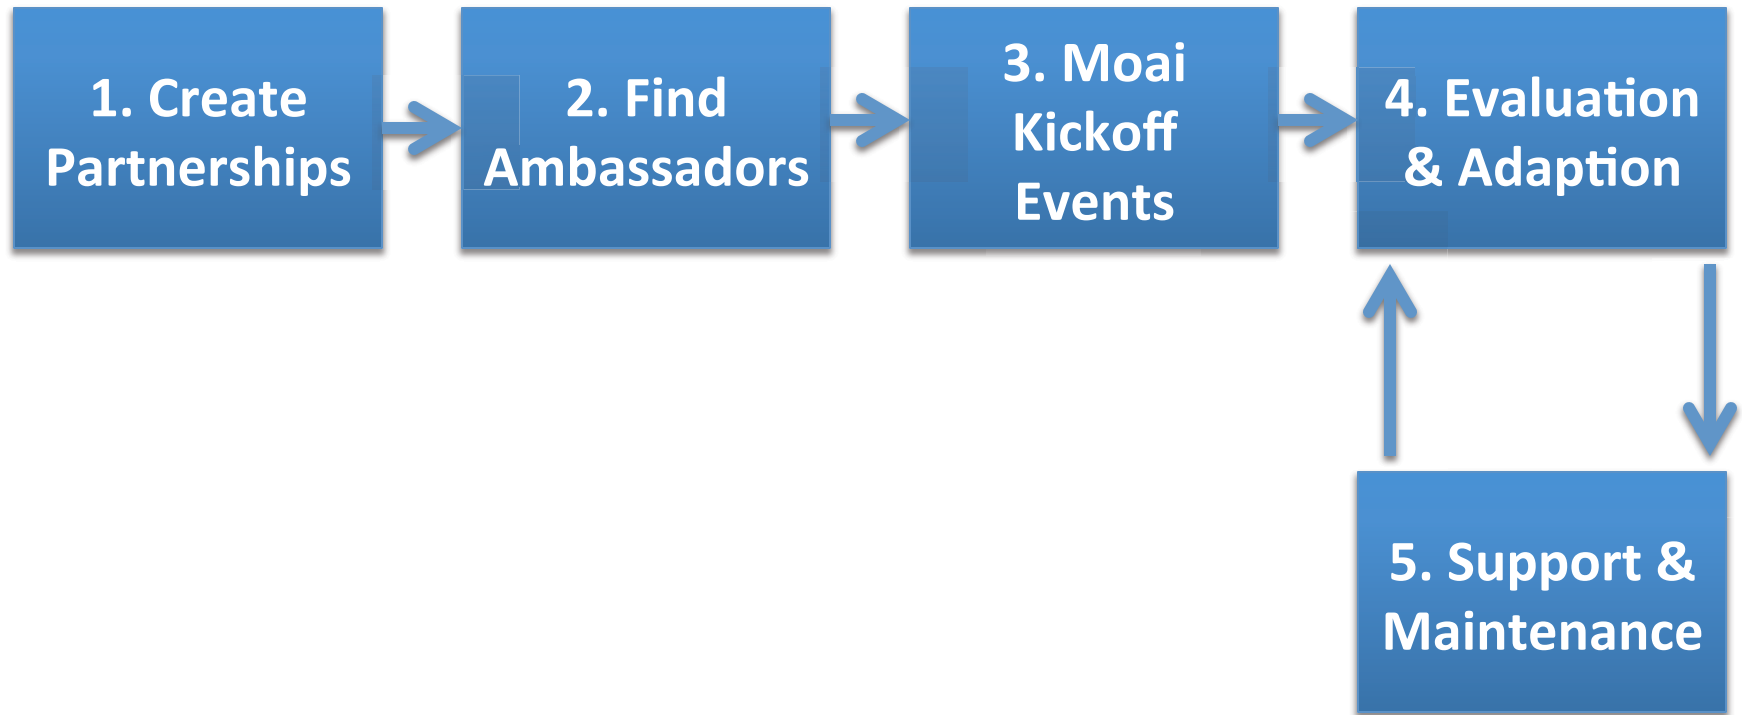 1. Create
Partnerships
2. Find
Ambassadors
3. Moai
Kickoff
Events
4. Evaluation
& Adaption
5. Support &
Maintenance